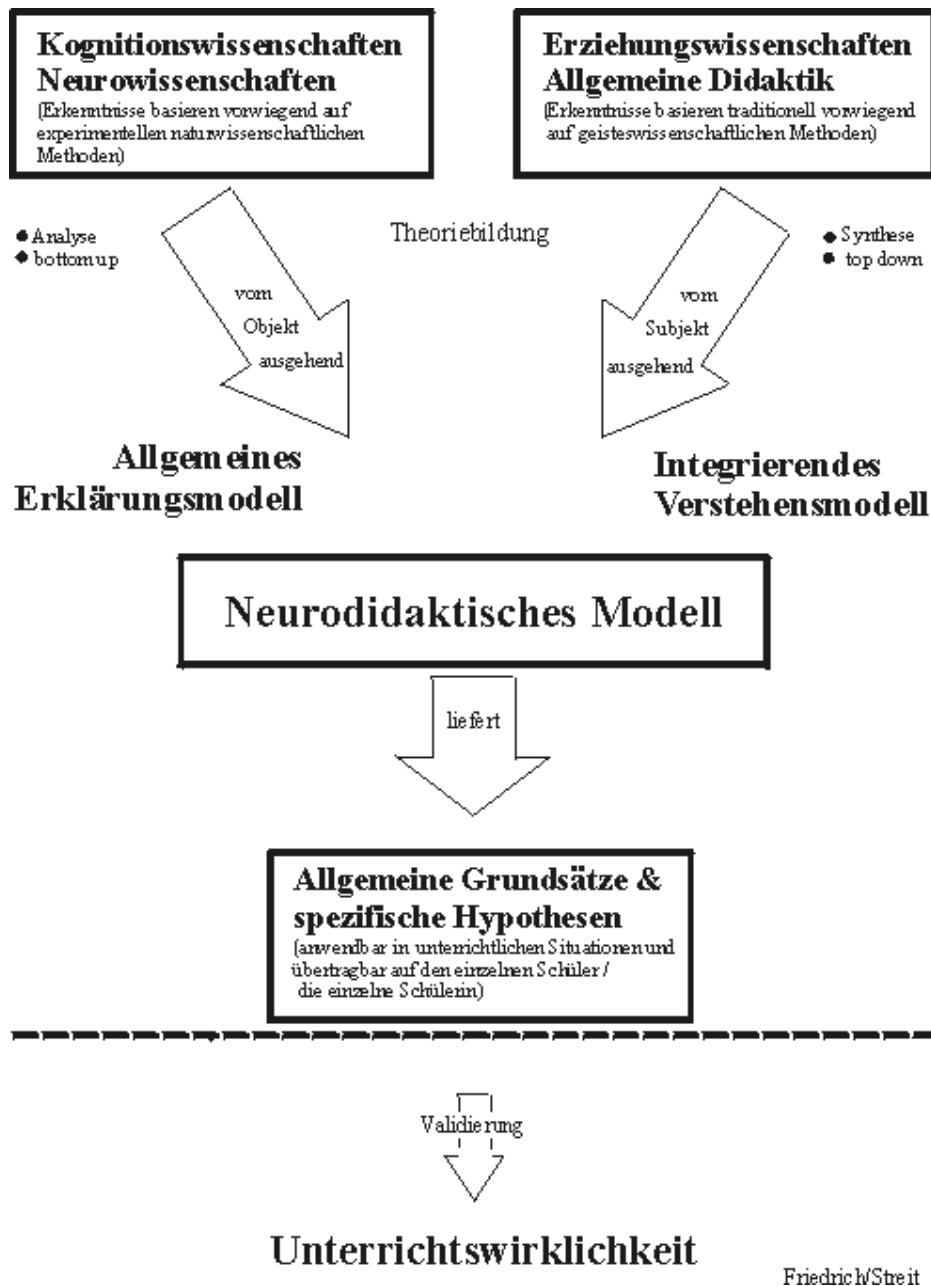 Kognitionswissenschaften
Neurowissenschaften
(Erkenntnisse basieren vorwiegend auf
experimentellen naturwissenschaftlichen
Methoden)
Erziehungswissenschaften
Allgemeine Didaktik
(Erkenntnisse basieren traditionell vorwiegend
auf geisteswissenschaftlichen Methoden)
• Analyse
• bottom up
Theoriebildung
• Synthese
• top down
vom
Objekt
ausgehend
vom
Subjekt
ausgehend
Allgemeines
Erklärungsmodell
Integrierendes
Verstehensmodell
Neurodidaktisches Modell
liefert
Allgemeine Grundsätze &
spezifische Hypothesen
(anwendbar in unterrichtlichen Situationen und
übertragbar auf den einzelnen Schüler /
die einzelne Schülerin)
Validierung
Unterrichtswirklichkeit
Friedrich/Streit